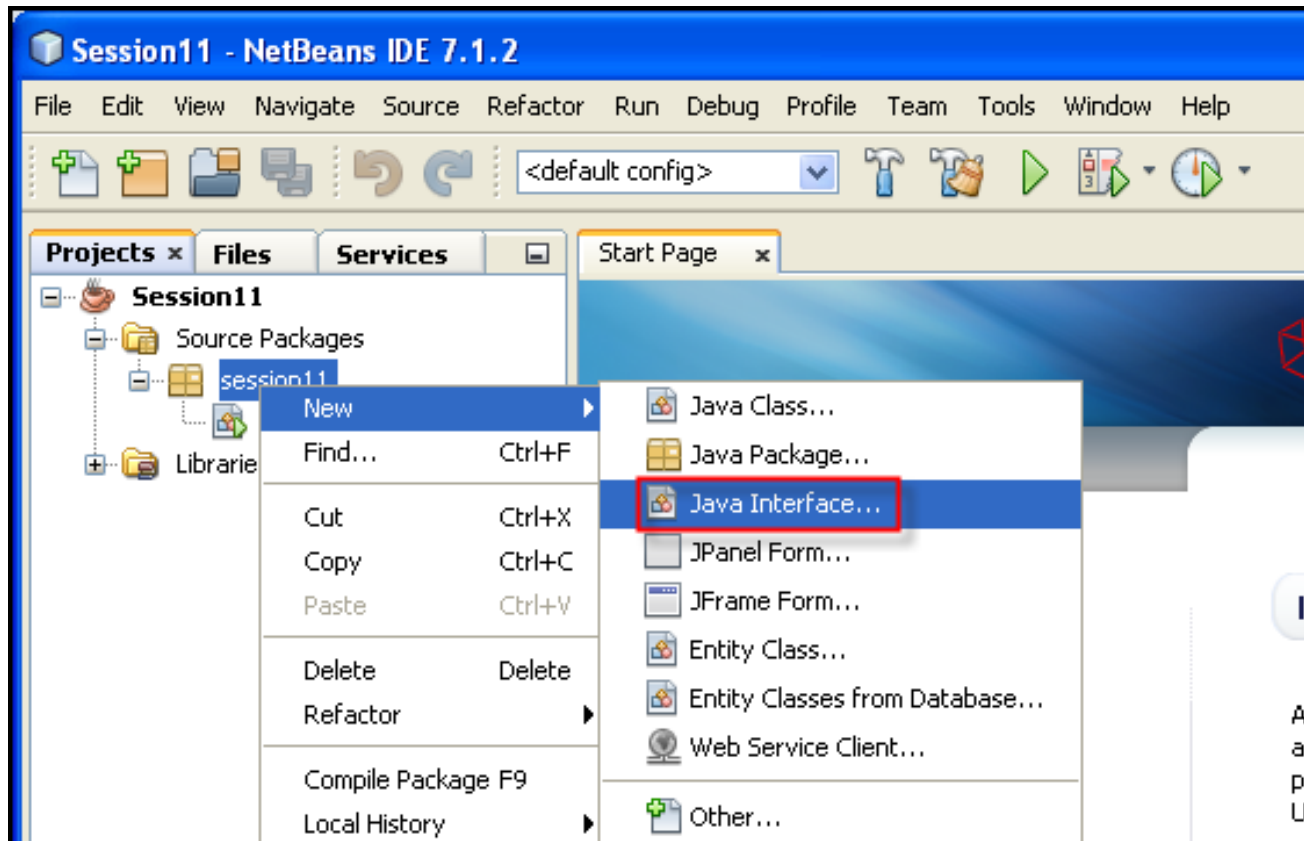 Session11 - NetBeans IDE 7.1.2
File Edit View Navigate Source Refactor Run Debug Profile Team Tools Window Help
<default config>
Projects Files Services Start Page
Session11
Source Packages
session11
New
Find... Ctrl+F
Librarie
Cut Ctrl+X
Copy Ctrl+C
Paste Ctrl+V
Delete Delete
Refactor
Compile Package F9
Local History
Java Class...
Java Package...
Java Interface...
JPanel Form...
JFrame Form...
Entity Class...
Entity Classes from Database...
Web Service Client...
Other...
A
a
p
U